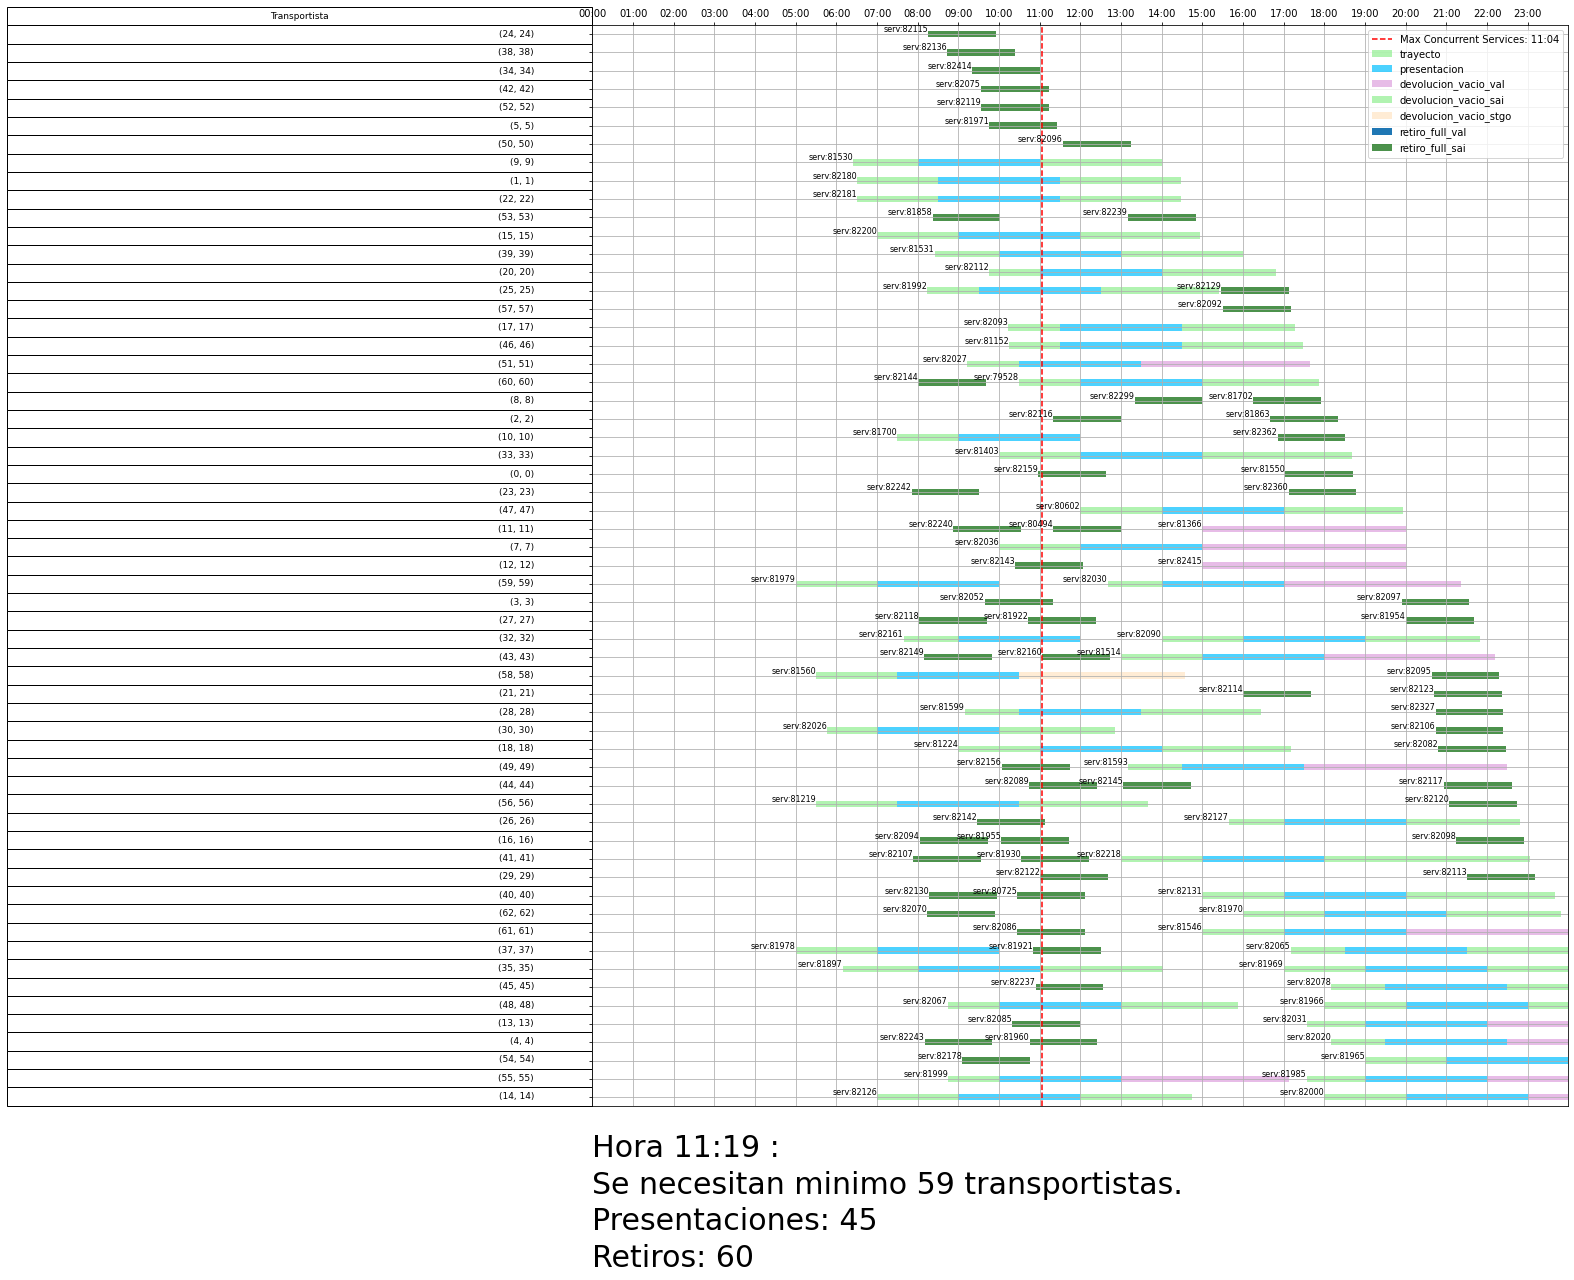 Transportista
00:00 01:00 02:00 03:00 04:00 05:00 06:00 07:00 08:00 09:00 10:00 11:00 12:00 13:00 14:00 15:00 16:00 17:00 18:00 19:00 20:00 21:00 22:00 23:00
Max Concurrent Services: 11:04
trayecto
presentacion
devolucion_vacio_val
devolucion_vacio_sai
devolucion_vacio_stgo
retiro_full_val
retiro_full_sai
(24, 24) serv:82115
(38, 38) serv:82136
(34, 34) serv:82414
(42, 42) serv:82075
(52, 52) serv:82119
(5, 5) serv:81971
(50, 50) serv:82096
(9, 9) serv:81530
(1, 1) serv:82180
(22, 22) serv:82181
(53, 53) serv:81858 serv:82239
(15, 15) serv:82200
(39, 39) serv:81531
(20, 20) serv:82112
(25, 25) serv:81992 serv:82129
(57, 57) serv:82092
(17, 17) serv:82093
(46, 46) serv:81152
(51, 51) serv:82027
(60, 60) serv:82144 serv:79528
(8, 8) serv:82299 serv:81702
(2, 2) serv:82116 serv:81863
(10, 10) serv:81700 serv:82362
(33, 33) serv:81403
(0, 0) serv:82159 serv:81550
(23, 23) serv:82242 serv:82360
(47, 47) serv:80602
(11, 11) serv:82240 serv:80494 serv:81366
(7, 7) serv:82036
(12, 12) serv:82143 serv:82415
(59, 59) serv:81979 serv:82030
(3, 3) serv:82052 serv:82097
(27, 27) serv:82118 serv:81922 serv:81954
(32, 32) serv:82161 serv:82090
(43, 43) serv:82149 serv:82160 serv:81514
(58, 58) serv:81560 serv:82095
(21, 21) serv:82114 serv:82123
(28, 28) serv:81599 serv:82327
(30, 30) serv:82026 serv:82106
(18, 18) serv:81224 serv:82082
(49, 49) serv:82156 serv:81593
(44, 44) serv:82089 serv:82145 serv:82117
(56, 56) serv:81219 serv:82120
(26, 26) serv:82142 serv:82127
(16, 16) serv:82094 serv:81955 serv:82098
(41, 41) serv:82107 serv:81930 serv:82218
(29, 29) serv:82122 serv:82113
(40, 40) serv:82130 serv:80725 serv:82131
(62, 62) serv:82070 serv:81970
(61, 61) serv:82086 serv:81546
(37, 37) serv:81978 serv:81921 serv:82065
(35, 35) serv:81897 serv:81969
(45, 45) serv:82237 serv:82078
(48, 48) serv:82067 serv:81966
(13, 13) serv:82085 serv:82031
(4, 4) serv:82243 serv:81960 serv:82020
(54, 54) serv:82178 serv:81965
(55, 55) serv:81999 serv:81985
(14, 14) serv:82126 serv:82000
Hora 11:19 :
Se necesitan minimo 59 transportistas.
Presentaciones: 45
Retiros: 60